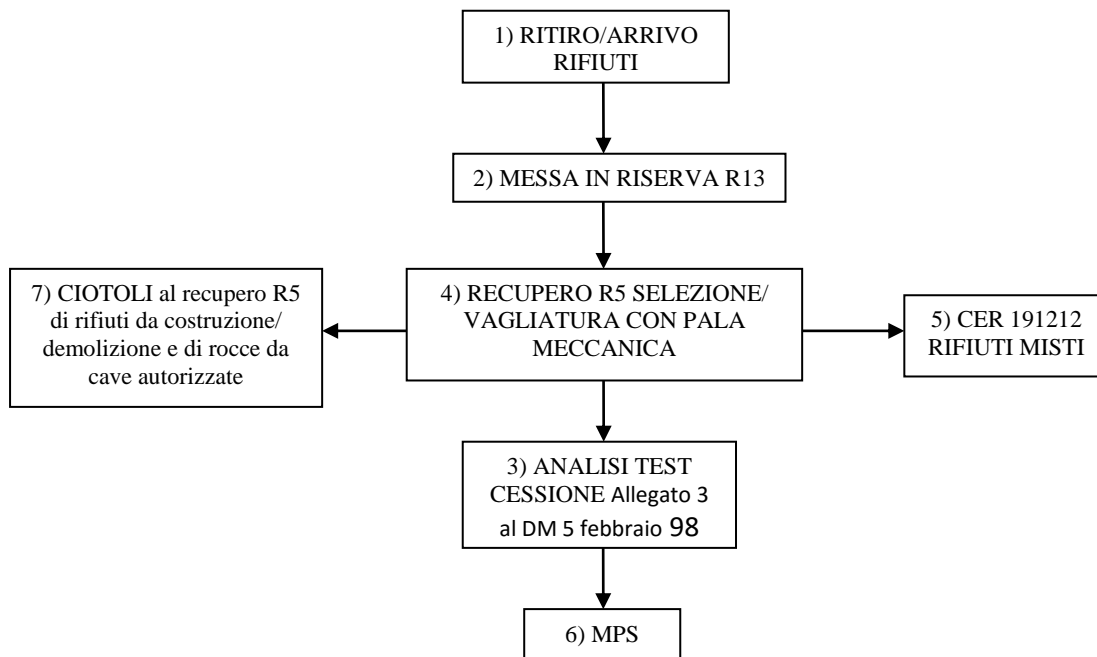 1) RITIRO/ARRIVO
RIFIUTI
2) MESSA IN RISERVA R13
7) CIOTOLI al recupero R5
di rifiuti da costruzione/
demolizione e di rocce da
cave autorizzate
4) RECUPERO R5 SELEZIONE/
VAGLIATURA CON PALA
MECCANICA
5) CER 191212
RIFIUTI MISTI
3) ANALISI TEST
CESSIONE Allegato 3
al DM 5 febbraio 98
6) MPS